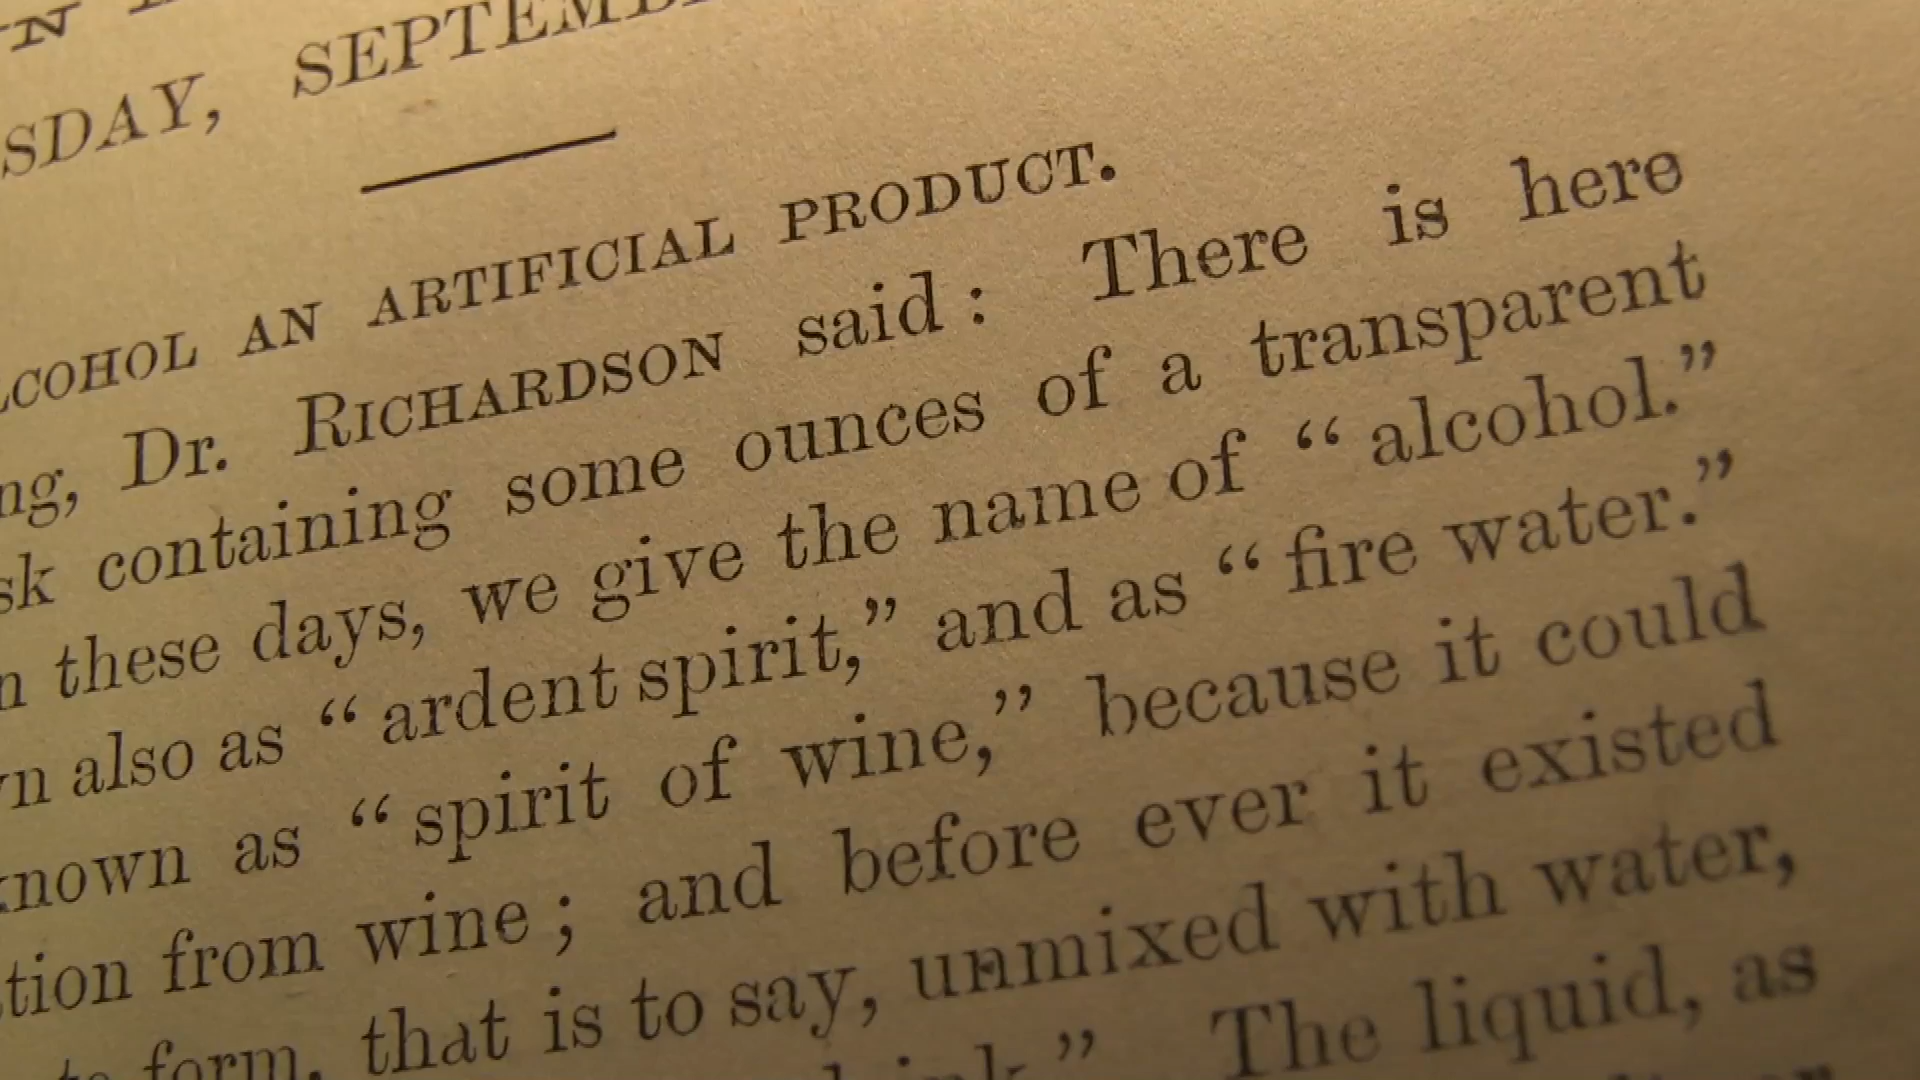 SDAY, SEPTEMB
LCOHOL AN ARTIFICIAL PRODUCT.
ng, Dr. RICHARDSON said: There is here
sk containing some ounces of a transparent
n these days, we give the name of “alcohol.”
n also as “ardent spirit,” and as “fire water.”
nown as “spirit of wine,” because it could
tion from wine; and before ever it existed
form, that is to say, unmixed with water,
” The liquid, as